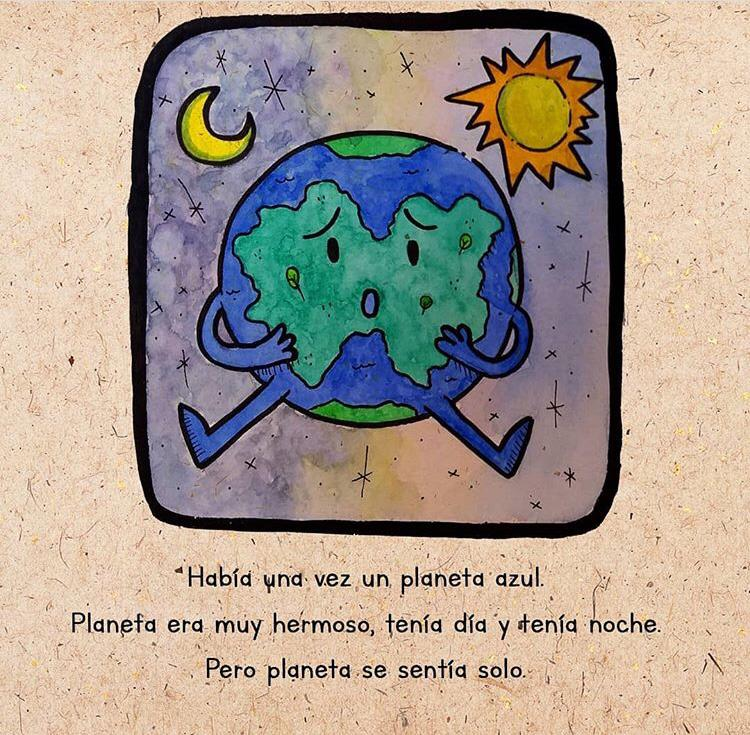 Había una vez un planeta azul.
Planeta era muy hermoso, tenía día y tenía noche.
Pero planeta se sentía solo.